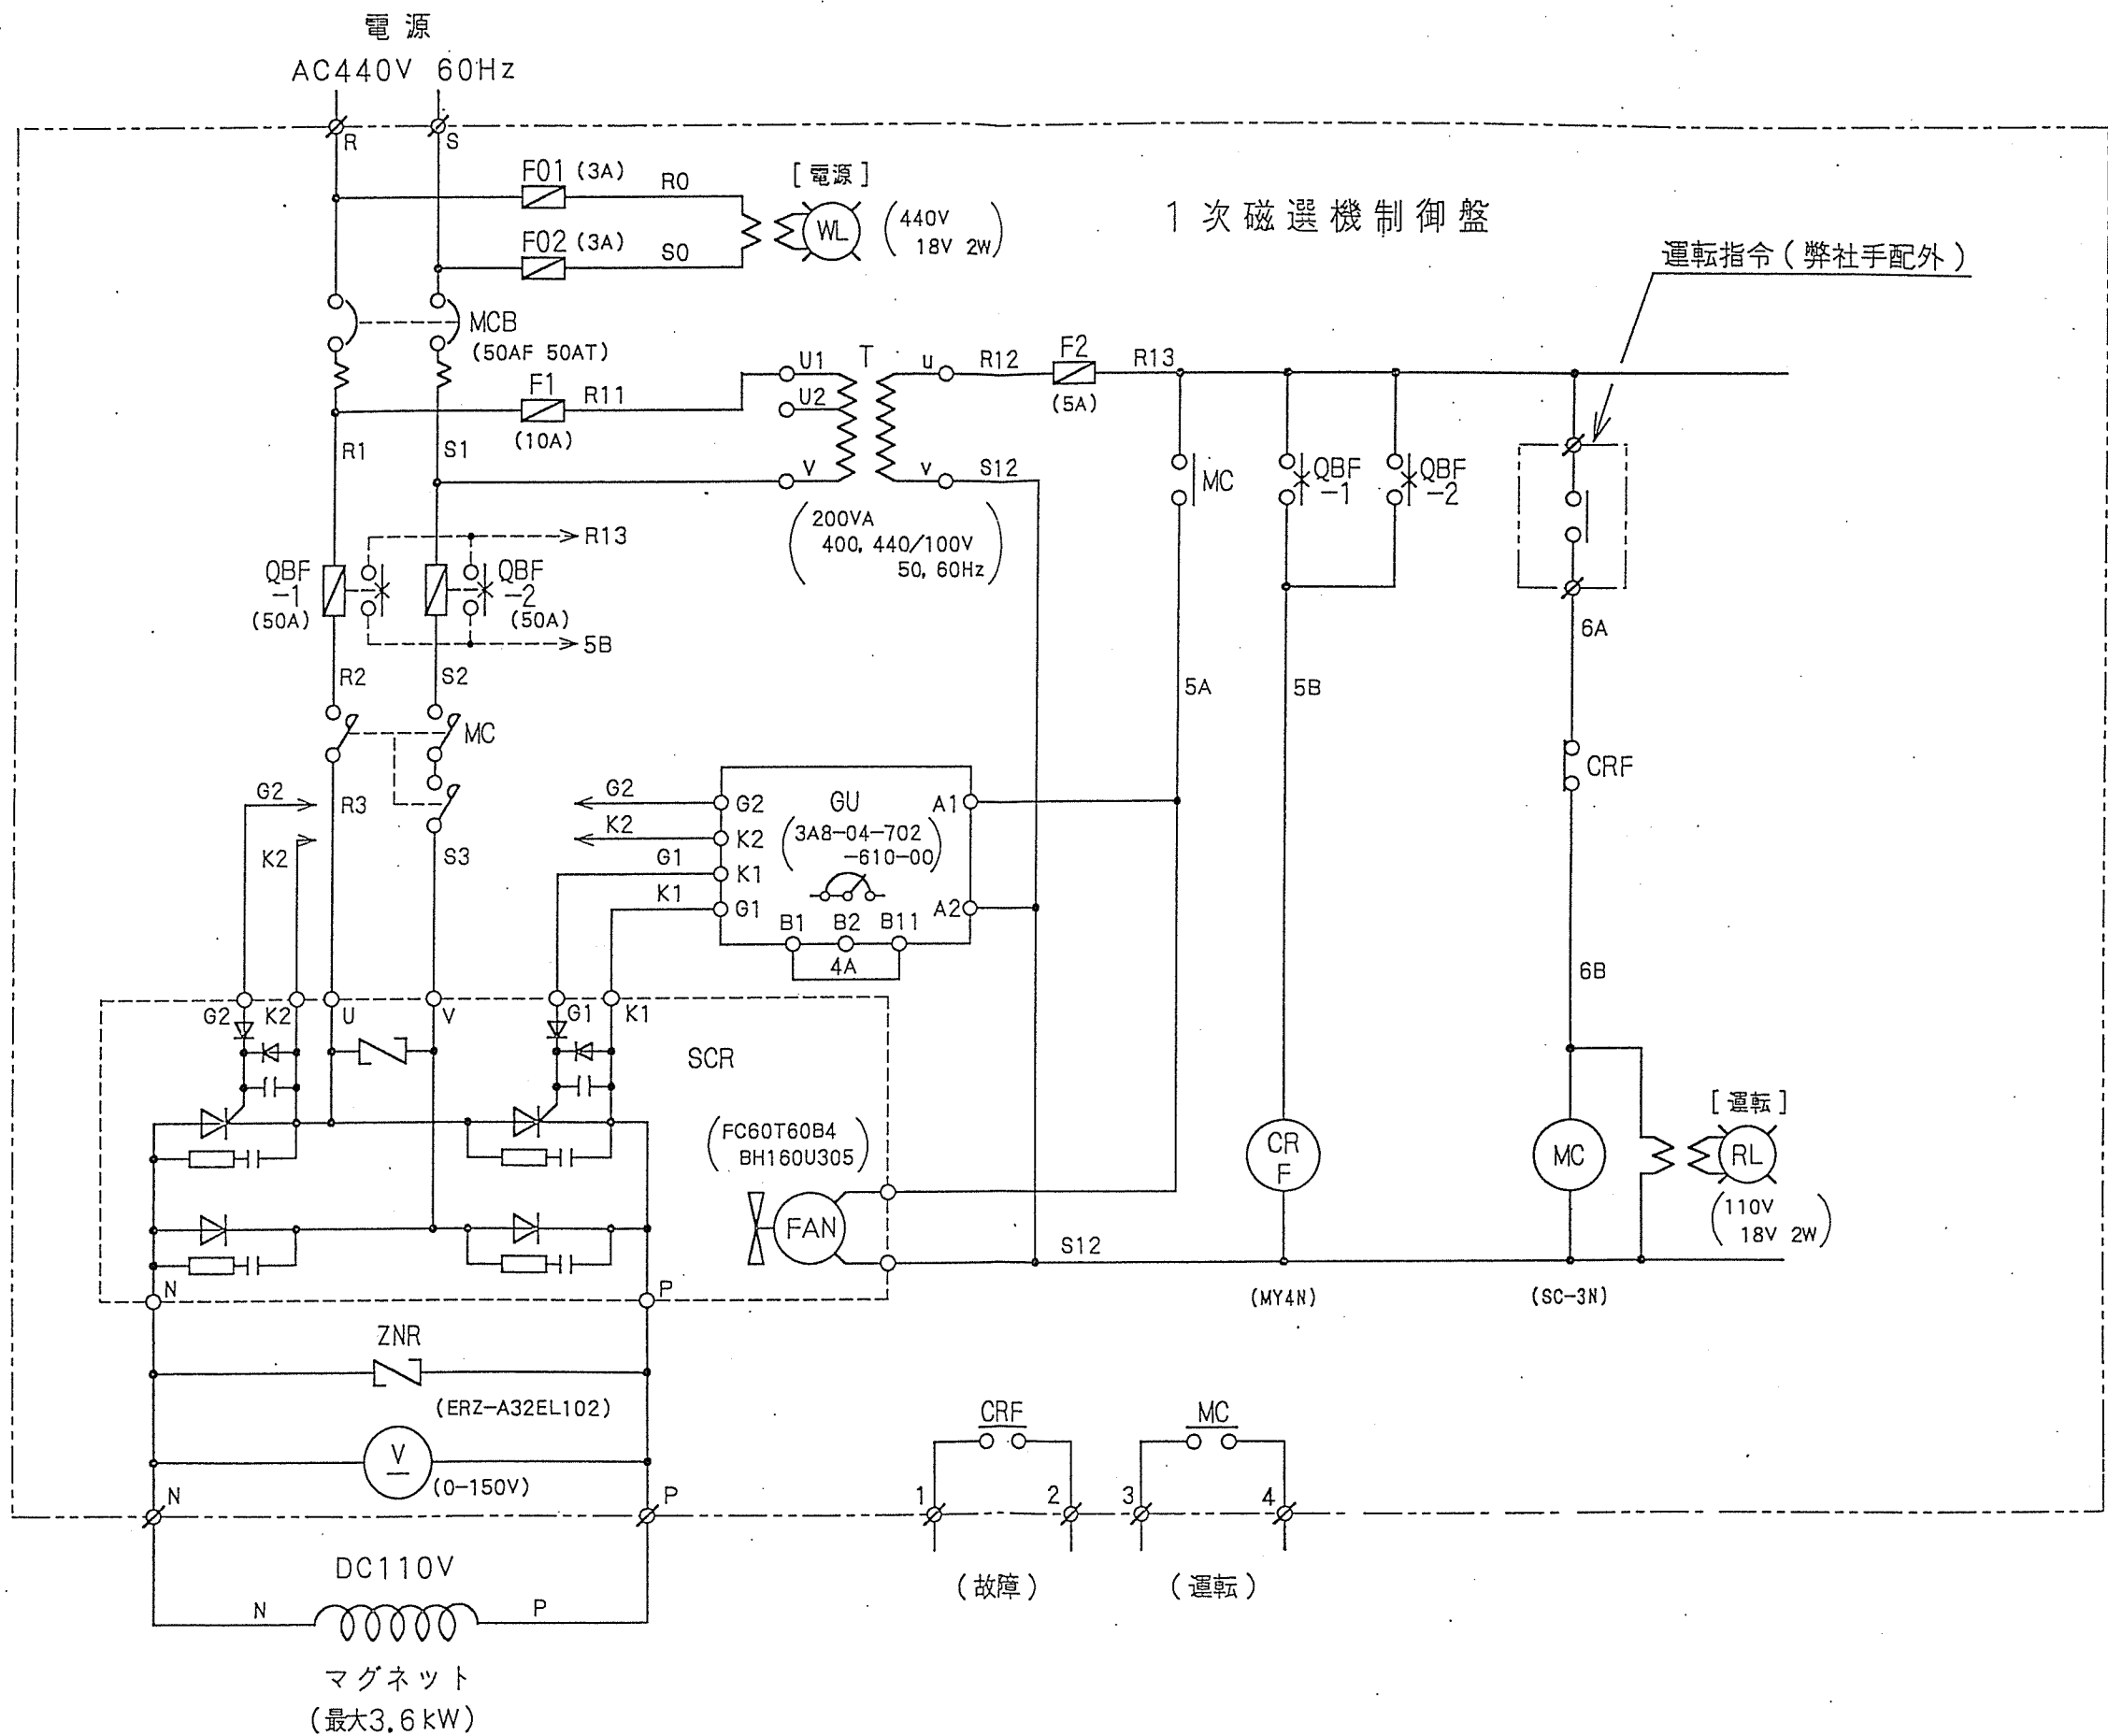 電源
AC440V 60Hz
R
S
F01 (3A)
R0
[電源]
WL
(440V
18V 2W)
F02 (3A)
S0
1次磁選機制御盤
運転指令(弊社手配外)
MCB
(50AF 50AT)
F1
R11
(10A)
U1
T
u
R12
F2
R13
(5A)
U2
R1
S1
V
v
S12
(200VA
400, 440/100V
50, 60Hz)
MC
QBF
-1
QBF
-2
R13
QBF
-1
(50A)
QBF
-2
(50A)
5B
6A
R2
S2
5A
5B
MC
CRF
G2
R3
K2
S3
G2
K2
G1
K1
G2
K2
K1
G1
GU
(3A8-04-702
-610-00)
A1
A2
B1
B2
B11
4A
6B
G2
K2
U
V
G1
K1
SCR
(FC60T60B4
BH160U305)
FAN
CR
F
MC
[運転]
RL
(110V
18V 2W)
S12
(MY4N)
(SC-3N)
N
P
ZNR
(ERZ-A32EL102)
V
(0-150V)
N
P
CRF
MC
1
2
3
4
(故障)
(運転)
DC110V
N
P
マグネット
(最大3.6kW)